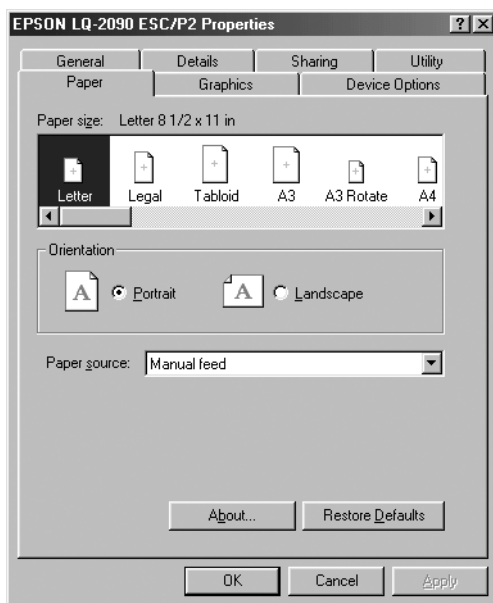 EPSON LQ-2090 ESC/P2 Properties ? X
General Details Sharing Utility
Paper Graphics Device Options
Paper size: Letter 8 1/2 x 11 in
Letter Legal Tabloid A3 A3 Rotate A4
Orientation
A Portrait A Landscape
Paper source: Manual feed
About... Restore Defaults
OK Cancel Apply